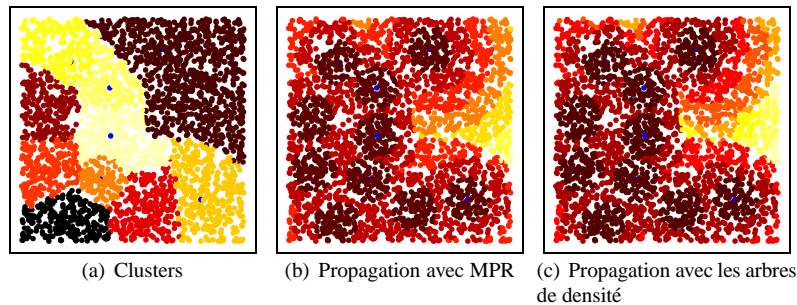 (a) Clusters
(b) Propagation avec MPR
(c) Propagation avec les arbres
de densité